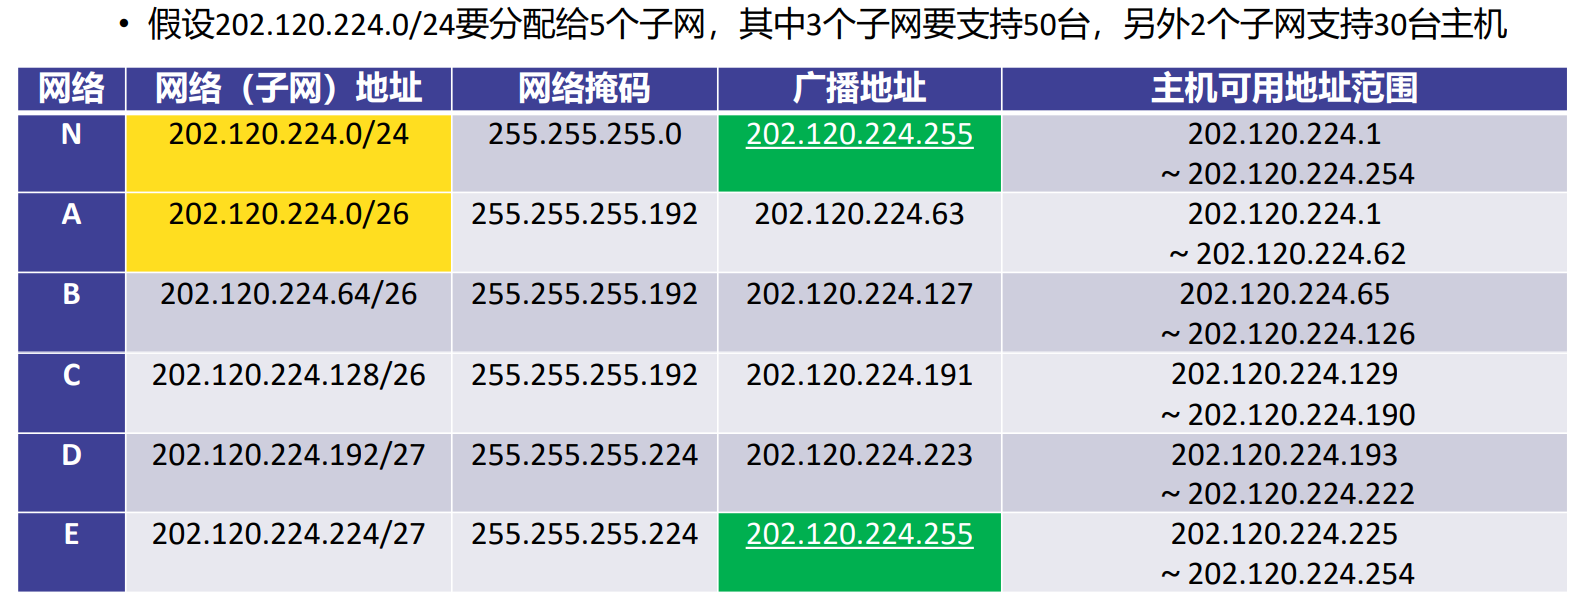 • 假设202.120.224.0/24要分配给5个子网，其中3个子网要支持50台，另外2个子网支持30台主机
网络 网络（子网）地址 网络掩码 广播地址 主机可用地址范围
N 202.120.224.0/24 255.255.255.0 202.120.224.255 202.120.224.1
～202.120.224.254
A 202.120.224.0/26 255.255.255.192 202.120.224.63 202.120.224.1
～202.120.224.62
B 202.120.224.64/26 255.255.255.192 202.120.224.127 202.120.224.65
～202.120.224.126
C 202.120.224.128/26 255.255.255.192 202.120.224.191 202.120.224.129
～202.120.224.190
D 202.120.224.192/27 255.255.255.224 202.120.224.223 202.120.224.193
～202.120.224.222
E 202.120.224.224/27 255.255.255.224 202.120.224.255 202.120.224.225
～202.120.224.254